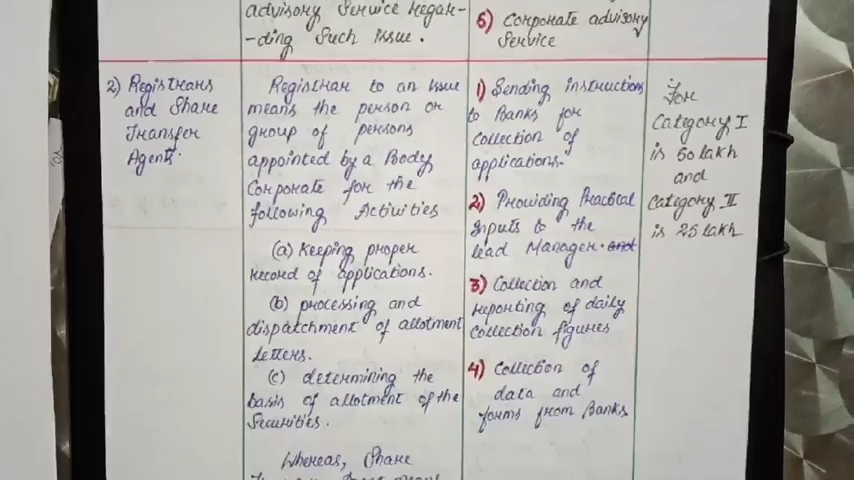 advisory Service regar-
-ding Such issue.
5) Corporate advisory
Service
2) Registrars
and Share
Transfer
Agent.
Registrar to an issue
means the person or
group of persons
appointed by a Body
Corporate for the
following Activities
(a) Keeping proper
record of applications.
(b) processing and
dispatchment of allotment
Letters.
(c) determining the
basis of allotment of the
Securities.
Whereas, Share
1) Sending instructions
to Banks for
Collection of
applications.
2) Providing Practical
Inputs to the
lead Manager. and
3) Collection and
reporting of daily
Collection figures
4) Collection of
data and
forms from Banks
For
Category I
is 50 lakh
and
Category II
is 25 lakh